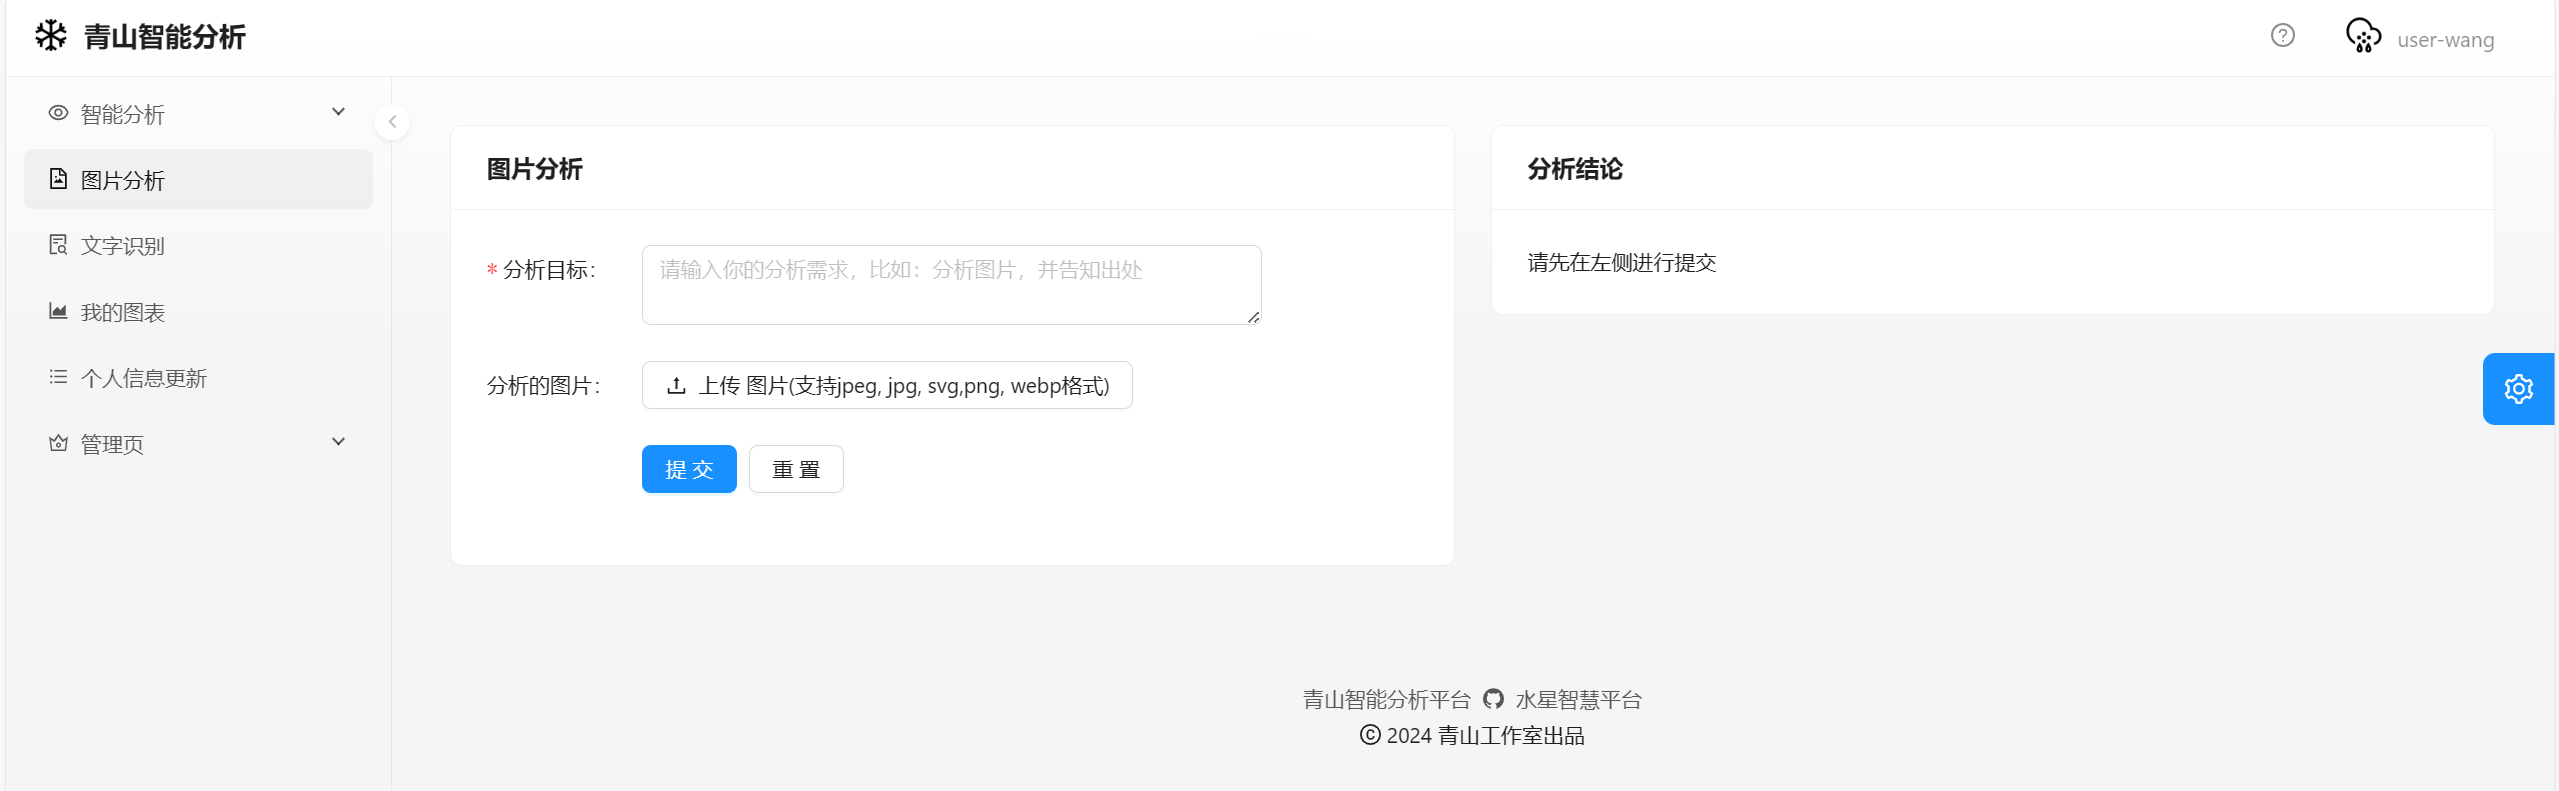 青山智能分析
user-wang
智能分析
图片分析
文字识别
我的图表
个人信息更新
管理页
图片分析
* 分析目标：
请输入你的分析需求，比如：分析图片，并告知出处
分析的图片：
上传 图片(支持jpeg, jpg, svg,png, webp格式)
提 交
重 置
分析结论
请先在左侧进行提交
青山智能分析平台 水星智慧平台
© 2024 青山工作室出品